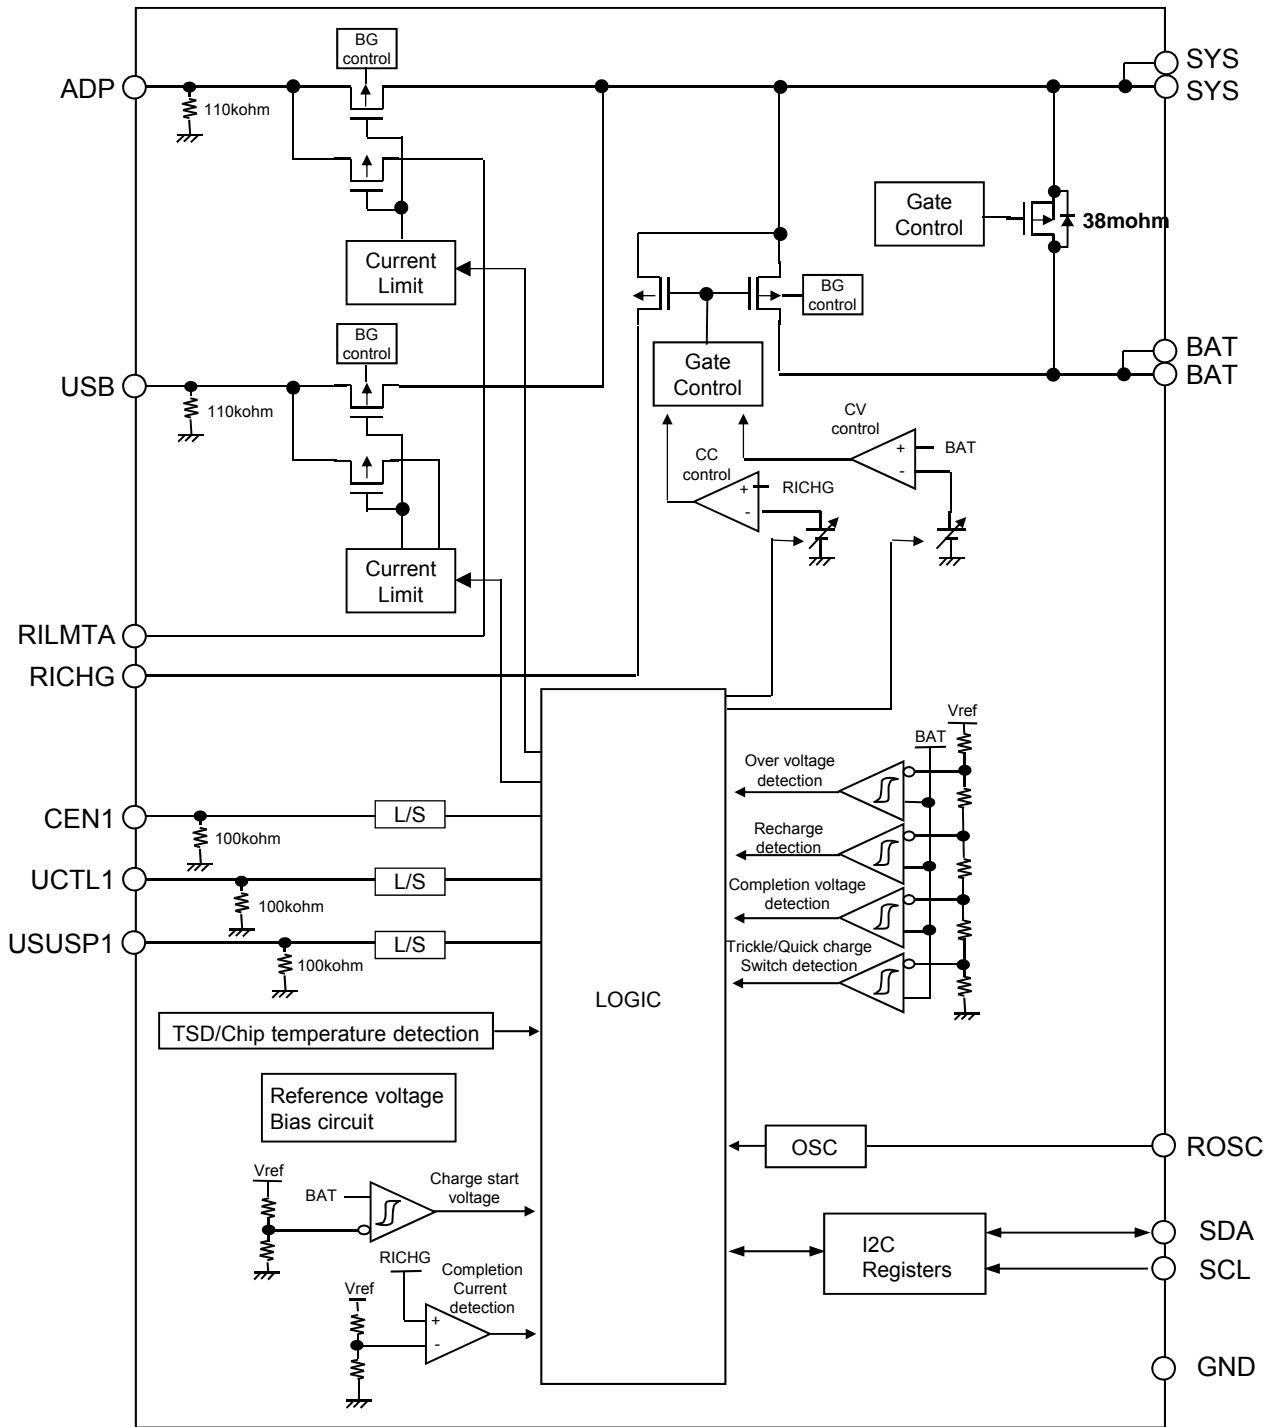 BG
control
SYS
ADP
SYS
110kohm
Gate
Control
38mohm
Current
Limit
BG
control
BG
control
Gate
Control
BAT
USB
BAT
110kohm
CV
control
+
BAT
-
CC
control
+
RICHG
-
Current
Limit
RILMTA
RICHG
Vref
BAT
Over voltage
detection
CEN1
L/S
100kohm
Recharge
detection
UCTL1
L/S
100kohm
Completion voltage
detection
USUSP1
L/S
100kohm
Trickle/Quick charge
Switch detection
LOGIC
TSD/Chip temperature detection
Reference voltage
Bias circuit
OSC
ROSC
Vref
BAT
Charge start
voltage
I2C
Registers
SDA
SCL
RICHG
Vref
Completion
Current
detection
+
-
GND